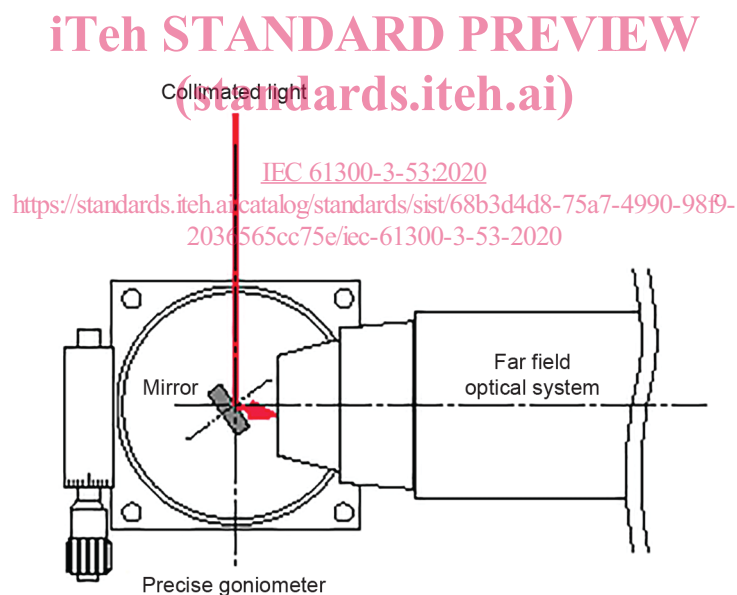 iTeh STANDARD PREVIEW
(standards.iteh.ai)
Collimated light
IEC 61300-3-53:2020
https://standards.iteh.ai/catalog/standards/sist/68b3d4d8-75a7-4990-98f9-
2036565cc75e/iec-61300-3-53-2020
Mirror
Far field
optical system
Precise goniometer